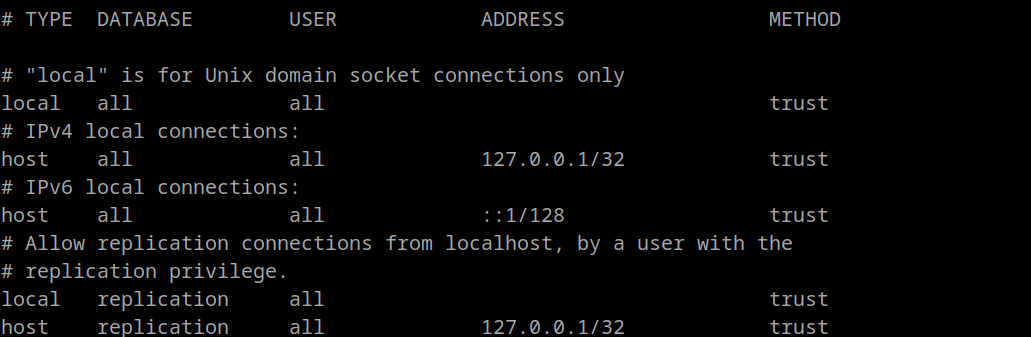 # TYPE  DATABASE        USER            ADDRESS                 METHOD

# "local" is for Unix domain socket connections only
local   all             all                                     trust
# IPv4 local connections:
host    all             all             127.0.0.1/32            trust
# IPv6 local connections:
host    all             all             ::1/128                 trust
# Allow replication connections from localhost, by a user with the
# replication privilege.
local   replication     all                                     trust
host    replication     all             127.0.0.1/32            trust